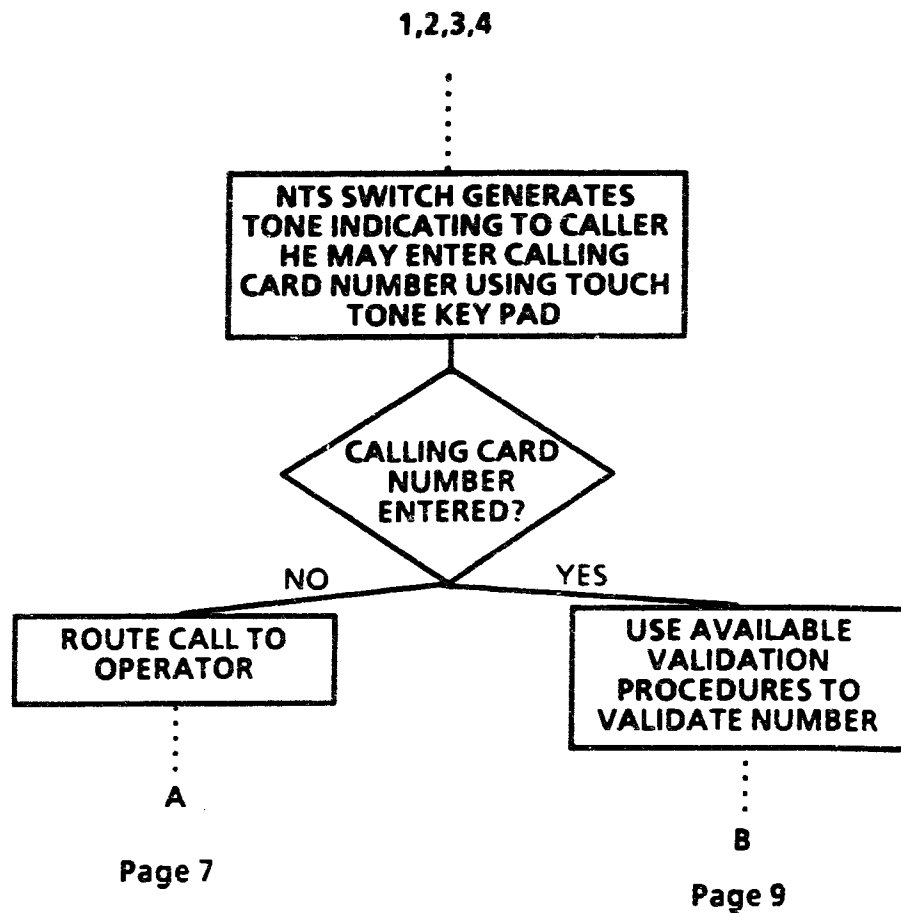 1,2,3,4
NTS SWITCH GENERATES
TONE INDICATING TO CALLER
HE MAY ENTER CALLING
CARD NUMBER USING TOUCH
TONE KEY PAD
CALLING CARD
NUMBER
ENTERED?
NO
YES
ROUTE CALL TO
OPERATOR
USE AVAILABLE
VALIDATION
PROCEDURES TO
VALIDATE NUMBER
A
B
Page 7
Page 9